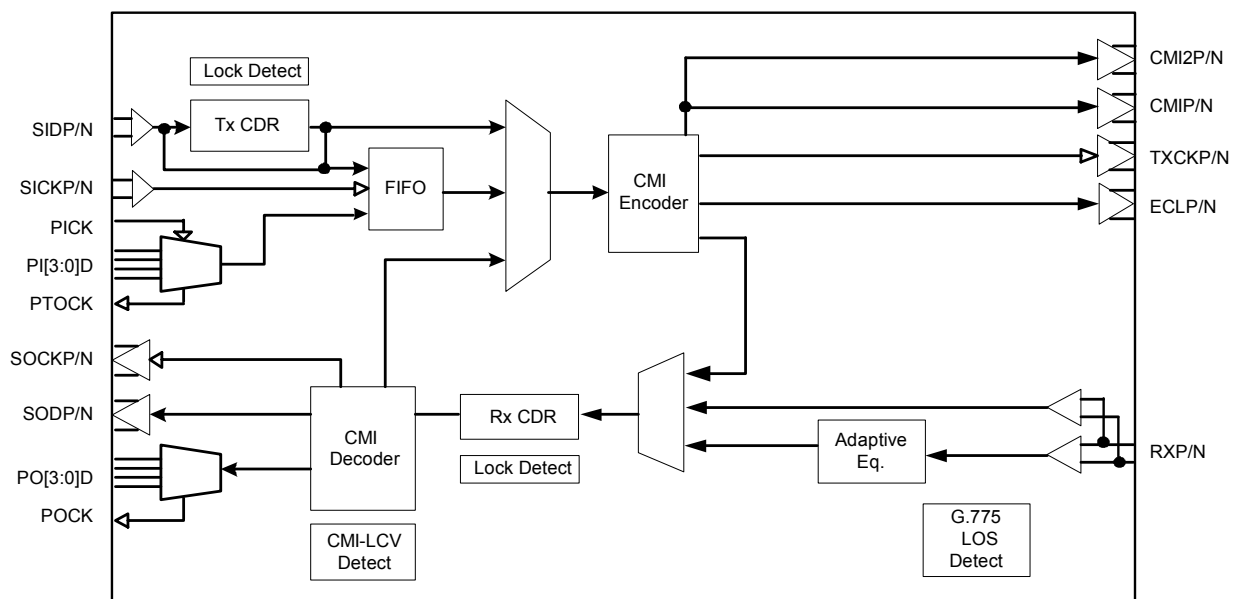 Lock Detect
Tx CDR
SIDP/N
SICKP/N
PICK
PI[3:0]D
PTOCK
SOCKP/N
SODP/N
PO[3:0]D
POCK
FIFO
CMI
Encoder
CMI2P/N
CMIP/N
TXCKP/N
ECLP/N
CMI
Decoder
Rx CDR
Lock Detect
CMI-LCV
Detect
Adaptive
Eq.
G.775
LOS
Detect
RXP/N